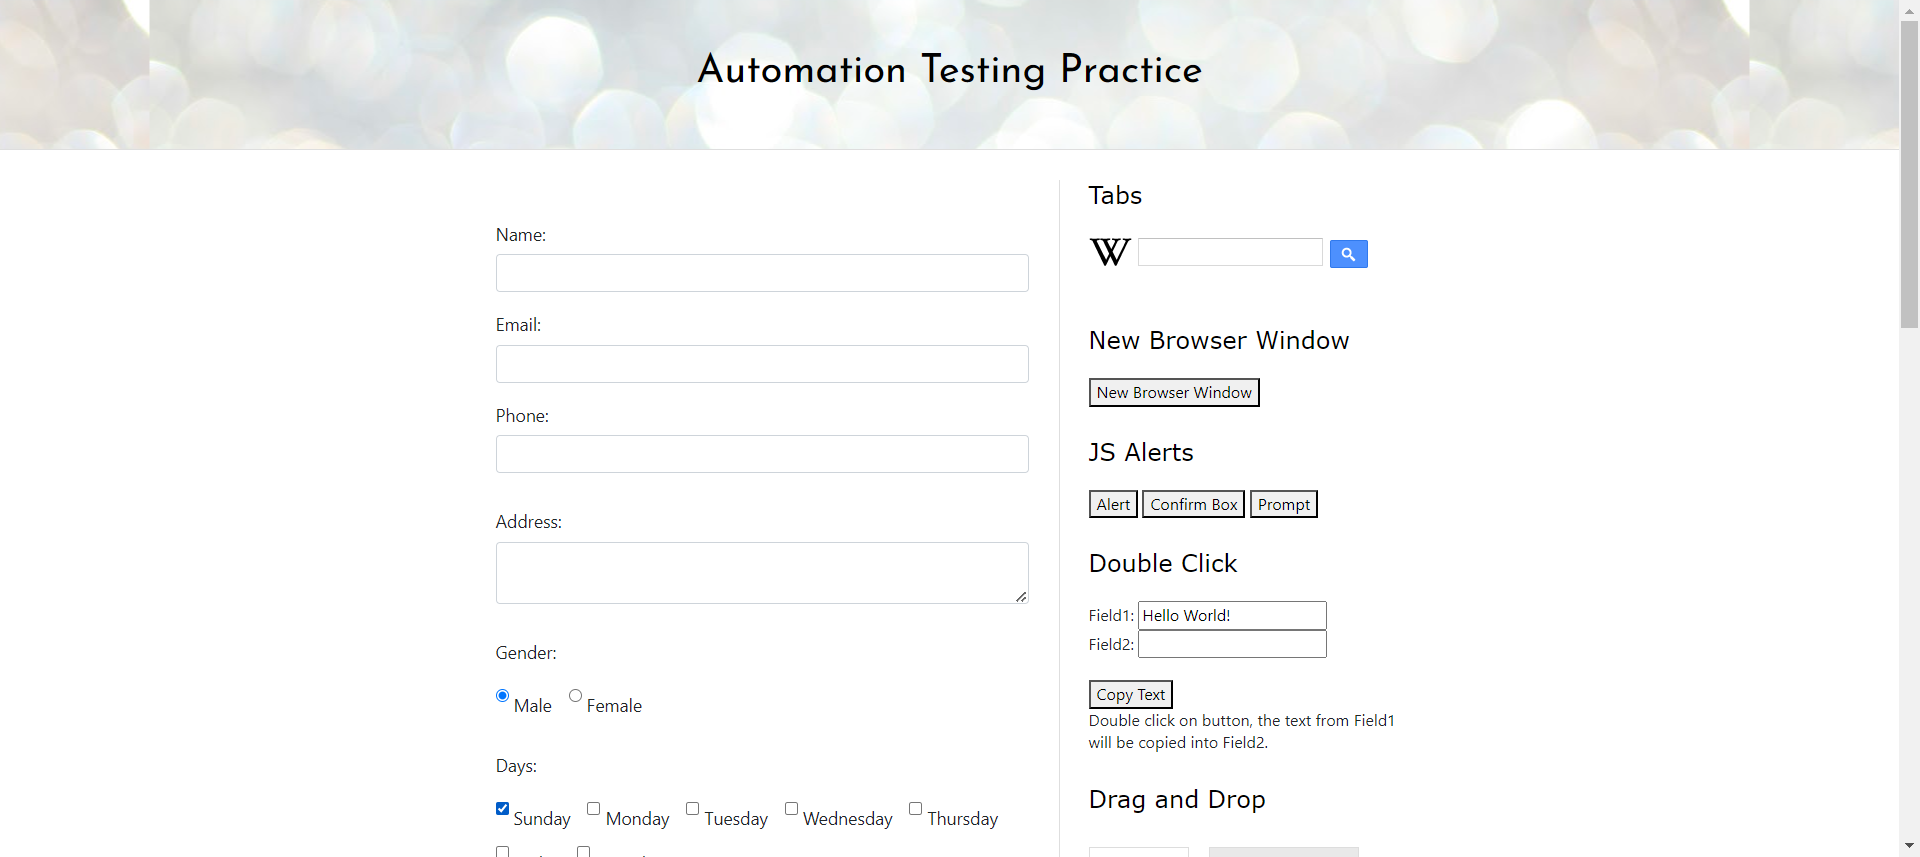 Automation Testing Practice
Name:
Email:
Phone:
Address:
Gender:
Male Female
Days:
Sunday Monday Tuesday Wednesday Thursday
Tabs
W
New Browser Window
New Browser Window
JS Alerts
Alert Confirm Box Prompt
Double Click
Field1: Hello World!
Field2:
Copy Text
Double click on button, the text from Field1
will be copied into Field2.
Drag and Drop